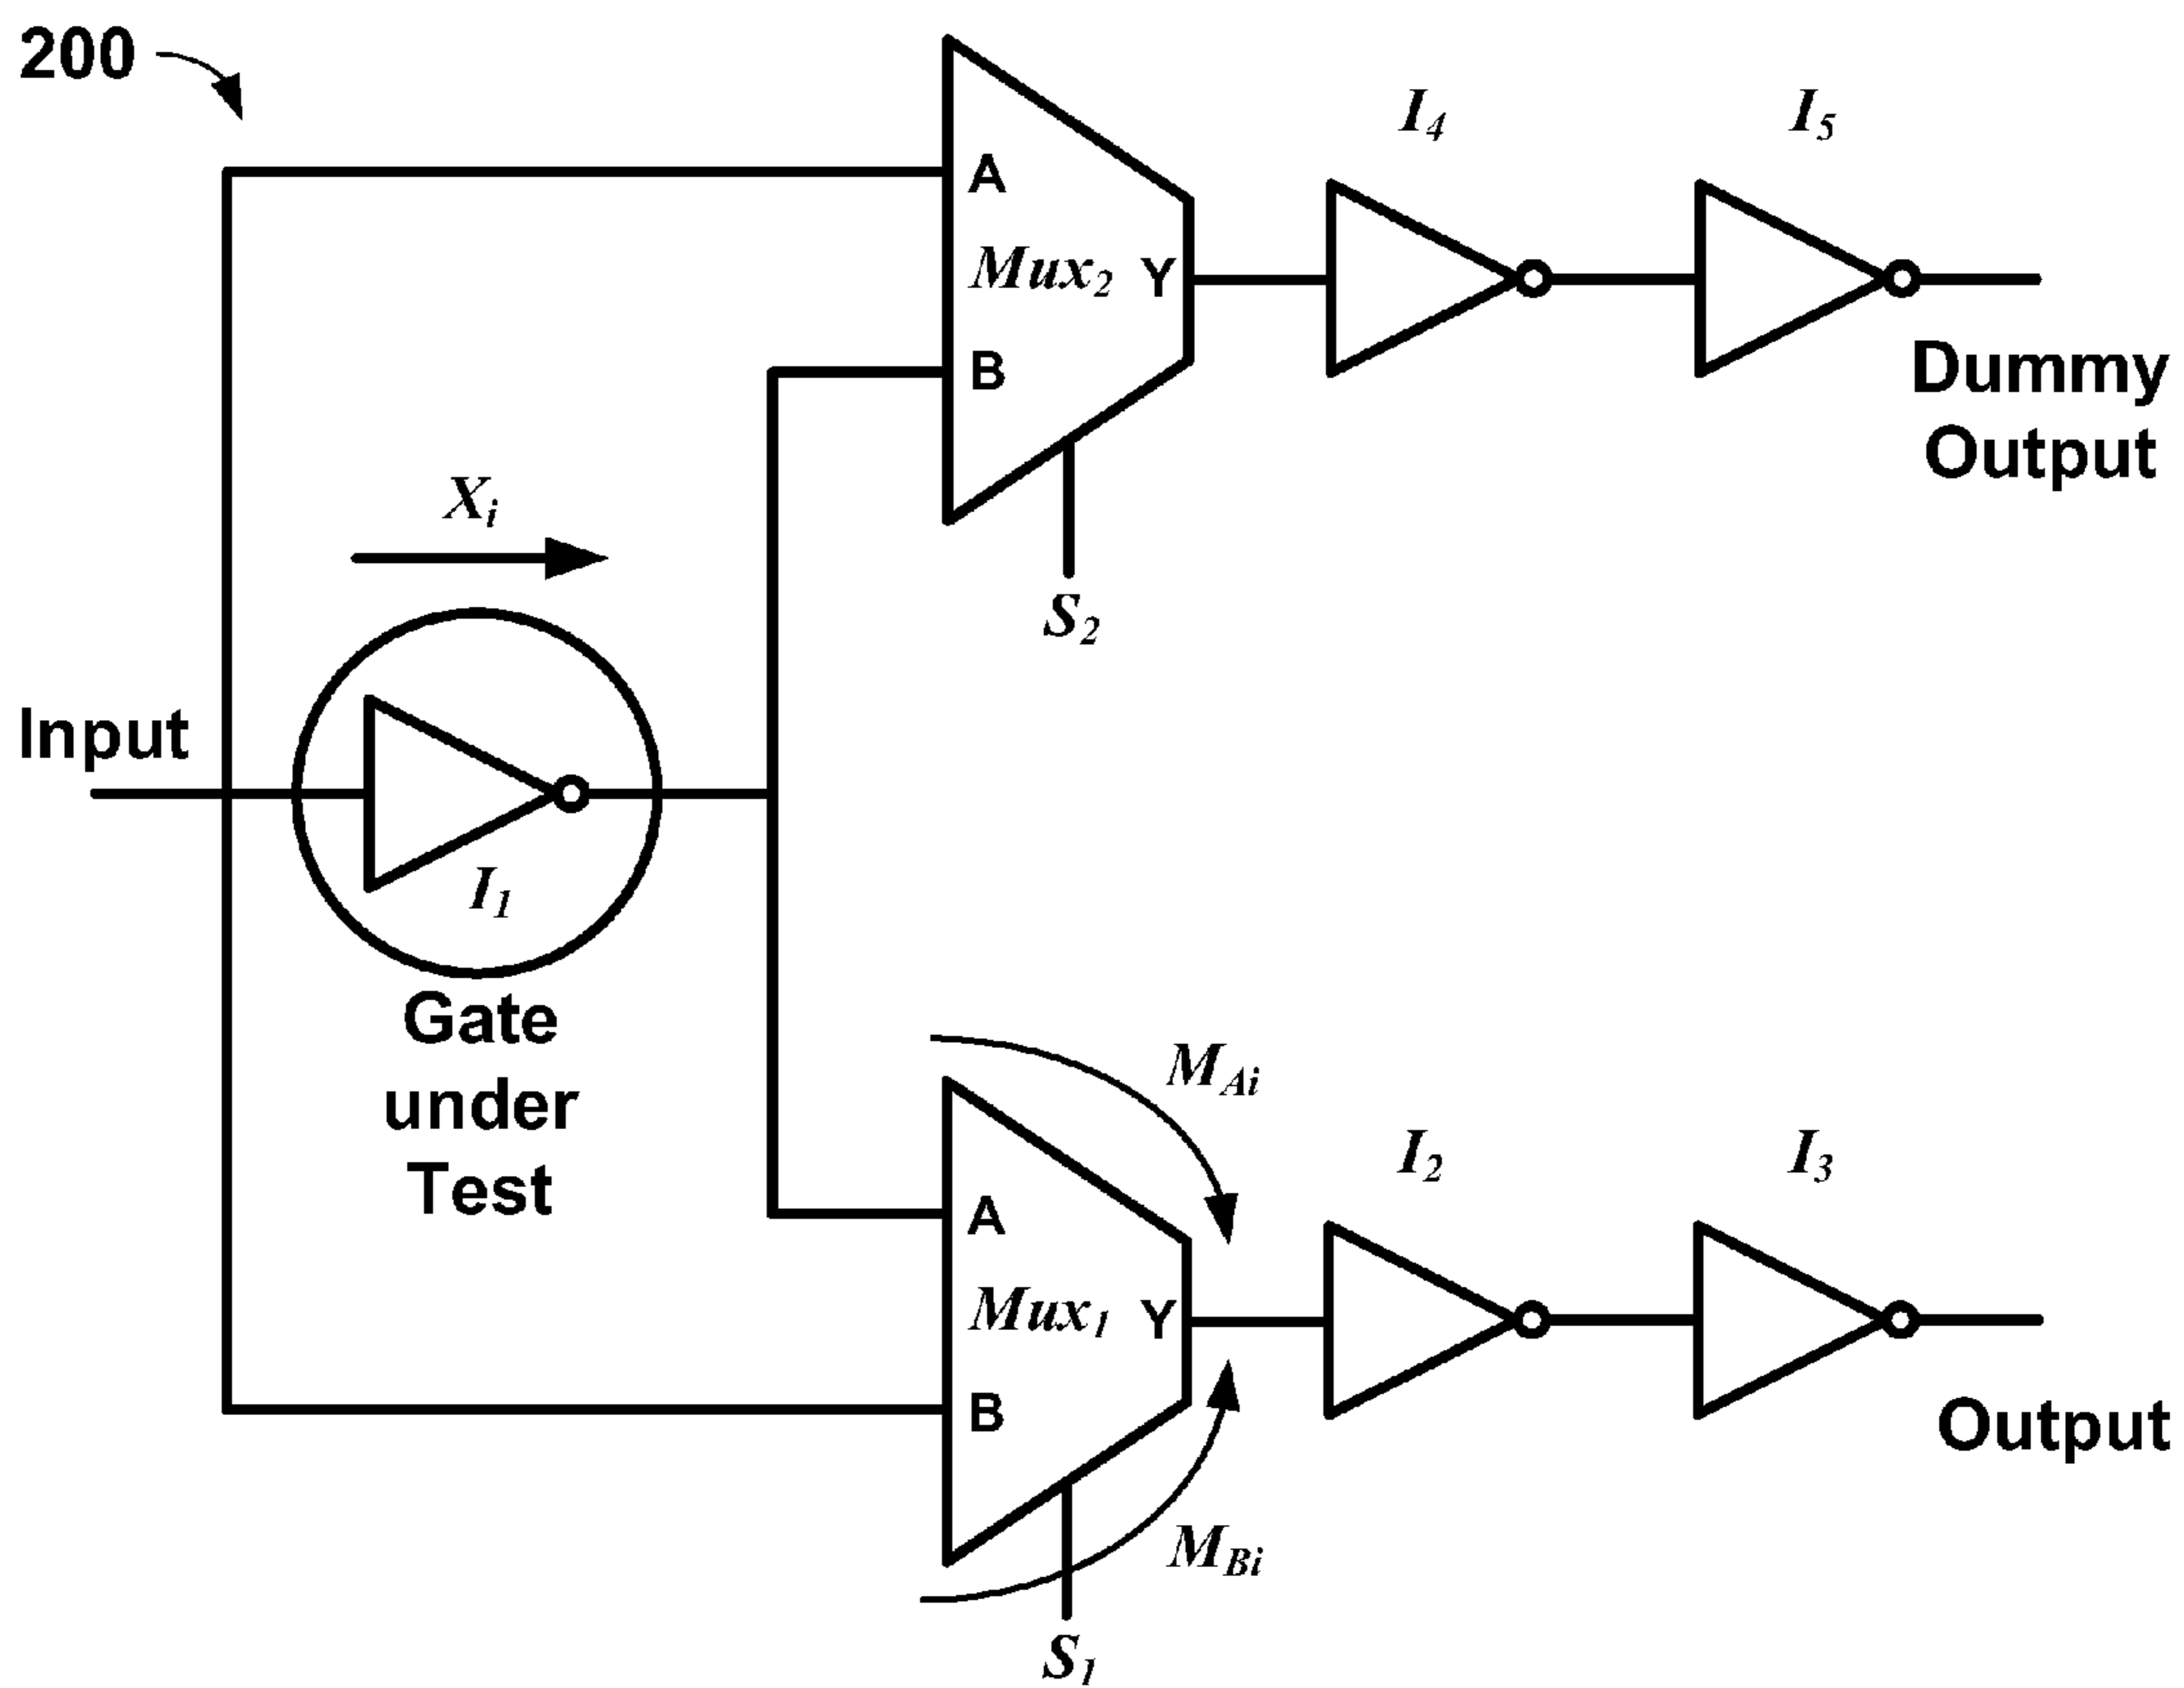 200
I4
I5
A
Mux2
Y
B
Dummy
Output
Xi
S2
Input
I1
Gate
under
Test
MAi
I2
I3
A
Mux1
Y
B
Output
MBi
S1